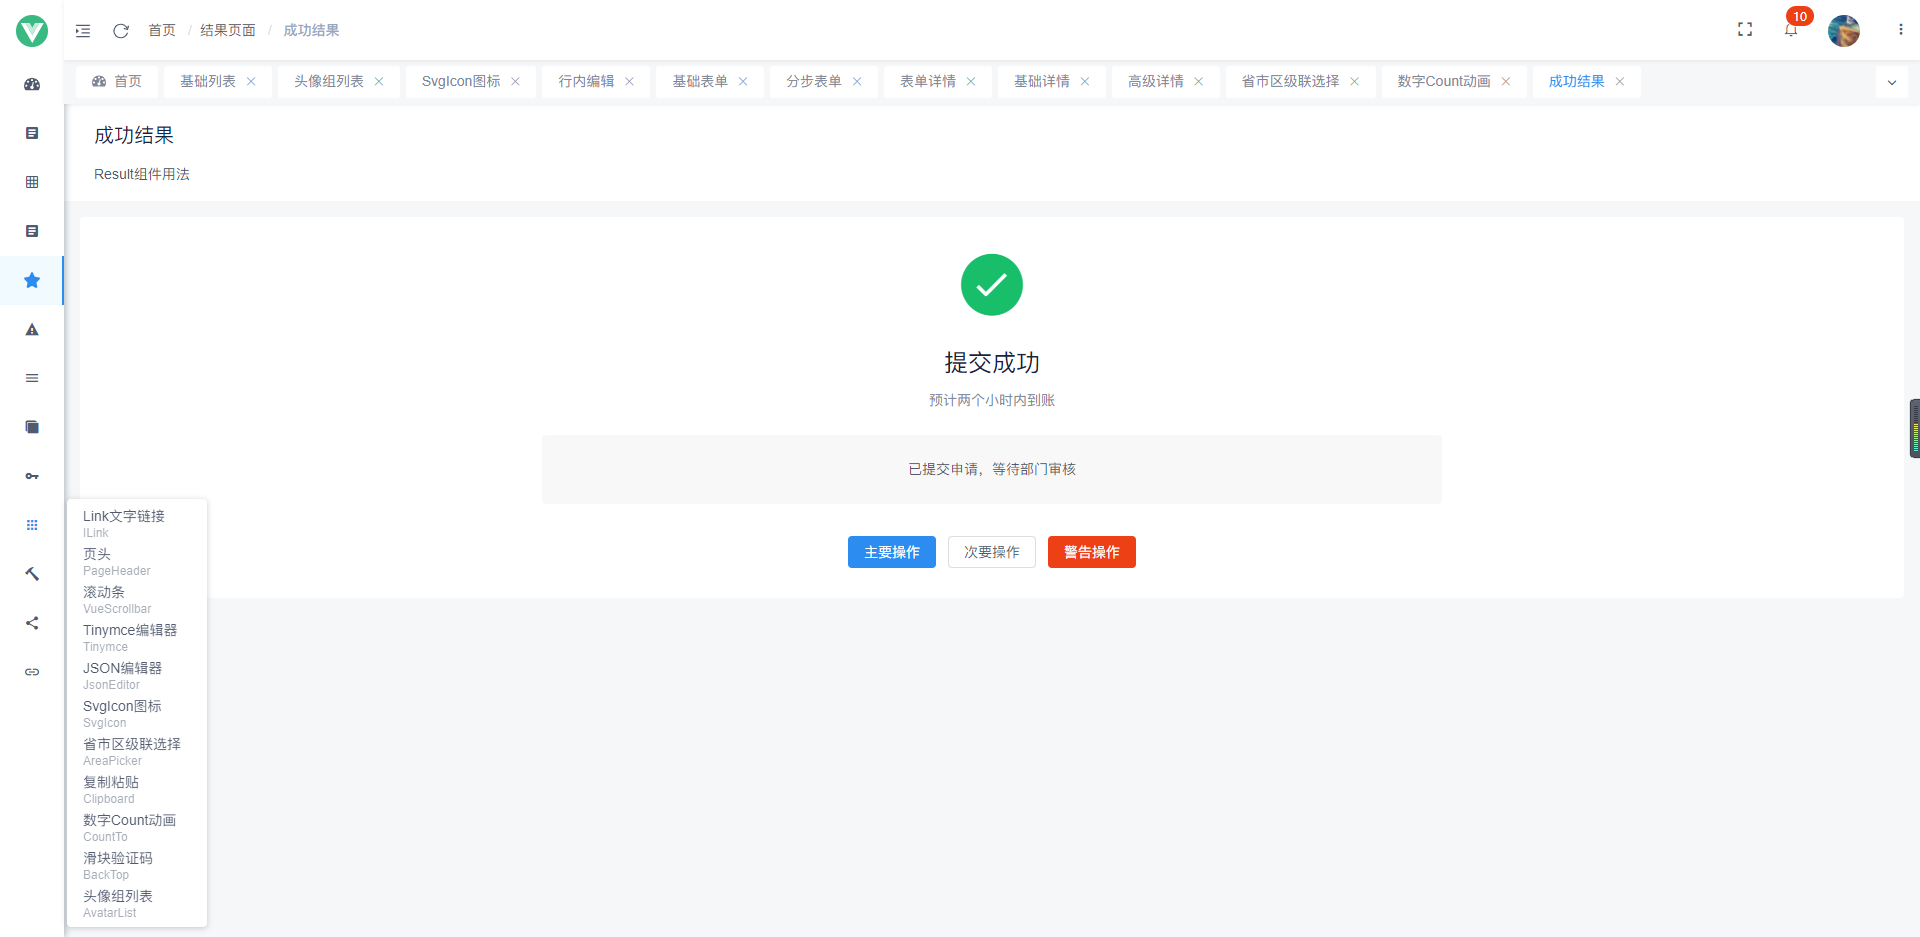 首页 / 结果页面 / 成功结果
10
首页 基础列表 头像组列表 SvgIcon图标 行内编辑 基础表单 分步表单 表单详情 基础详情 高级详情 省市区级联选择 数字Count动画 成功结果
成功结果
Result组件用法
提交成功
预计两个小时内到账
已提交申请，等待部门审核
主要操作 次要操作 警告操作
Link文字链接
ILink
页头
PageHeader
滚动条
VueScrollbar
Tinymce编辑器
Tinymce
JSON编辑器
JsonEditor
SvgIcon图标
SvgIcon
省市区级联选择
AreaPicker
复制粘贴
Clipboard
数字Count动画
CountTo
滑块验证码
BackTop
头像组列表
AvatarList